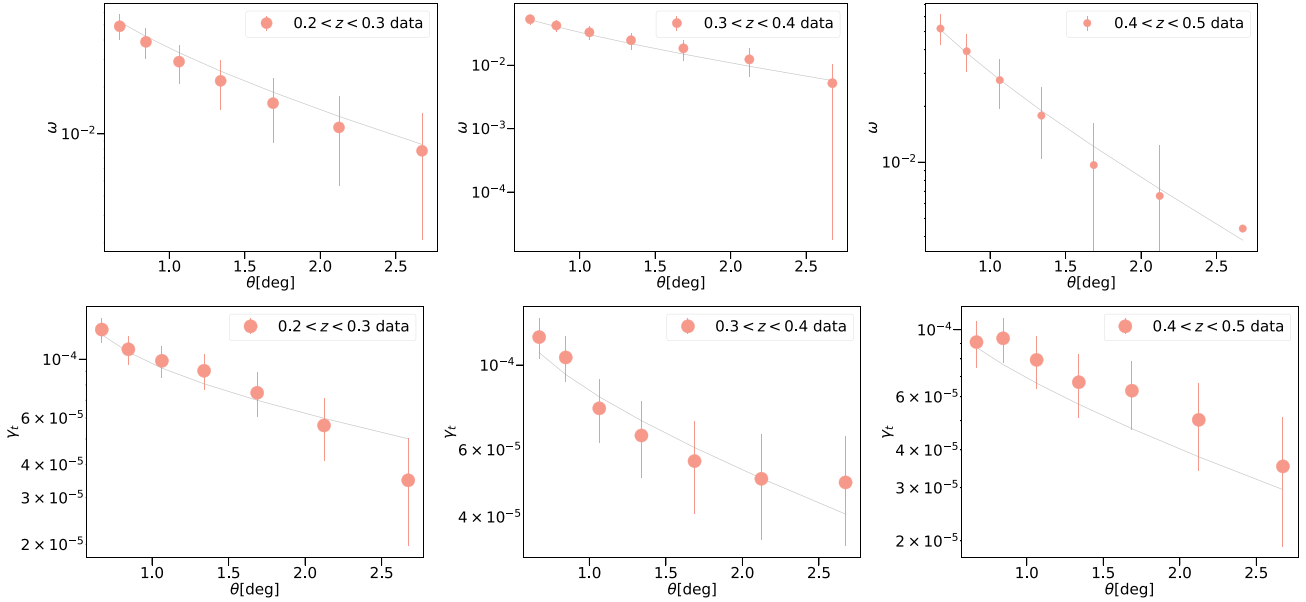 0.2 < z < 0.3 data
ω
10⁻²
1.0 1.5 2.0 2.5
θ[deg]
0.3 < z < 0.4 data
ω
10⁻²
10⁻³
10⁻⁴
1.0 1.5 2.0 2.5
θ[deg]
0.4 < z < 0.5 data
ω
10⁻²
1.0 1.5 2.0 2.5
θ[deg]
0.2 < z < 0.3 data
γₜ
10⁻⁴
6 × 10⁻⁵
4 × 10⁻⁵
3 × 10⁻⁵
2 × 10⁻⁵
1.0 1.5 2.0 2.5
θ[deg]
0.3 < z < 0.4 data
γₜ
10⁻⁴
6 × 10⁻⁵
4 × 10⁻⁵
1.0 1.5 2.0 2.5
θ[deg]
0.4 < z < 0.5 data
γₜ
10⁻⁴
6 × 10⁻⁵
4 × 10⁻⁵
3 × 10⁻⁵
2 × 10⁻⁵
1.0 1.5 2.0 2.5
θ[deg]